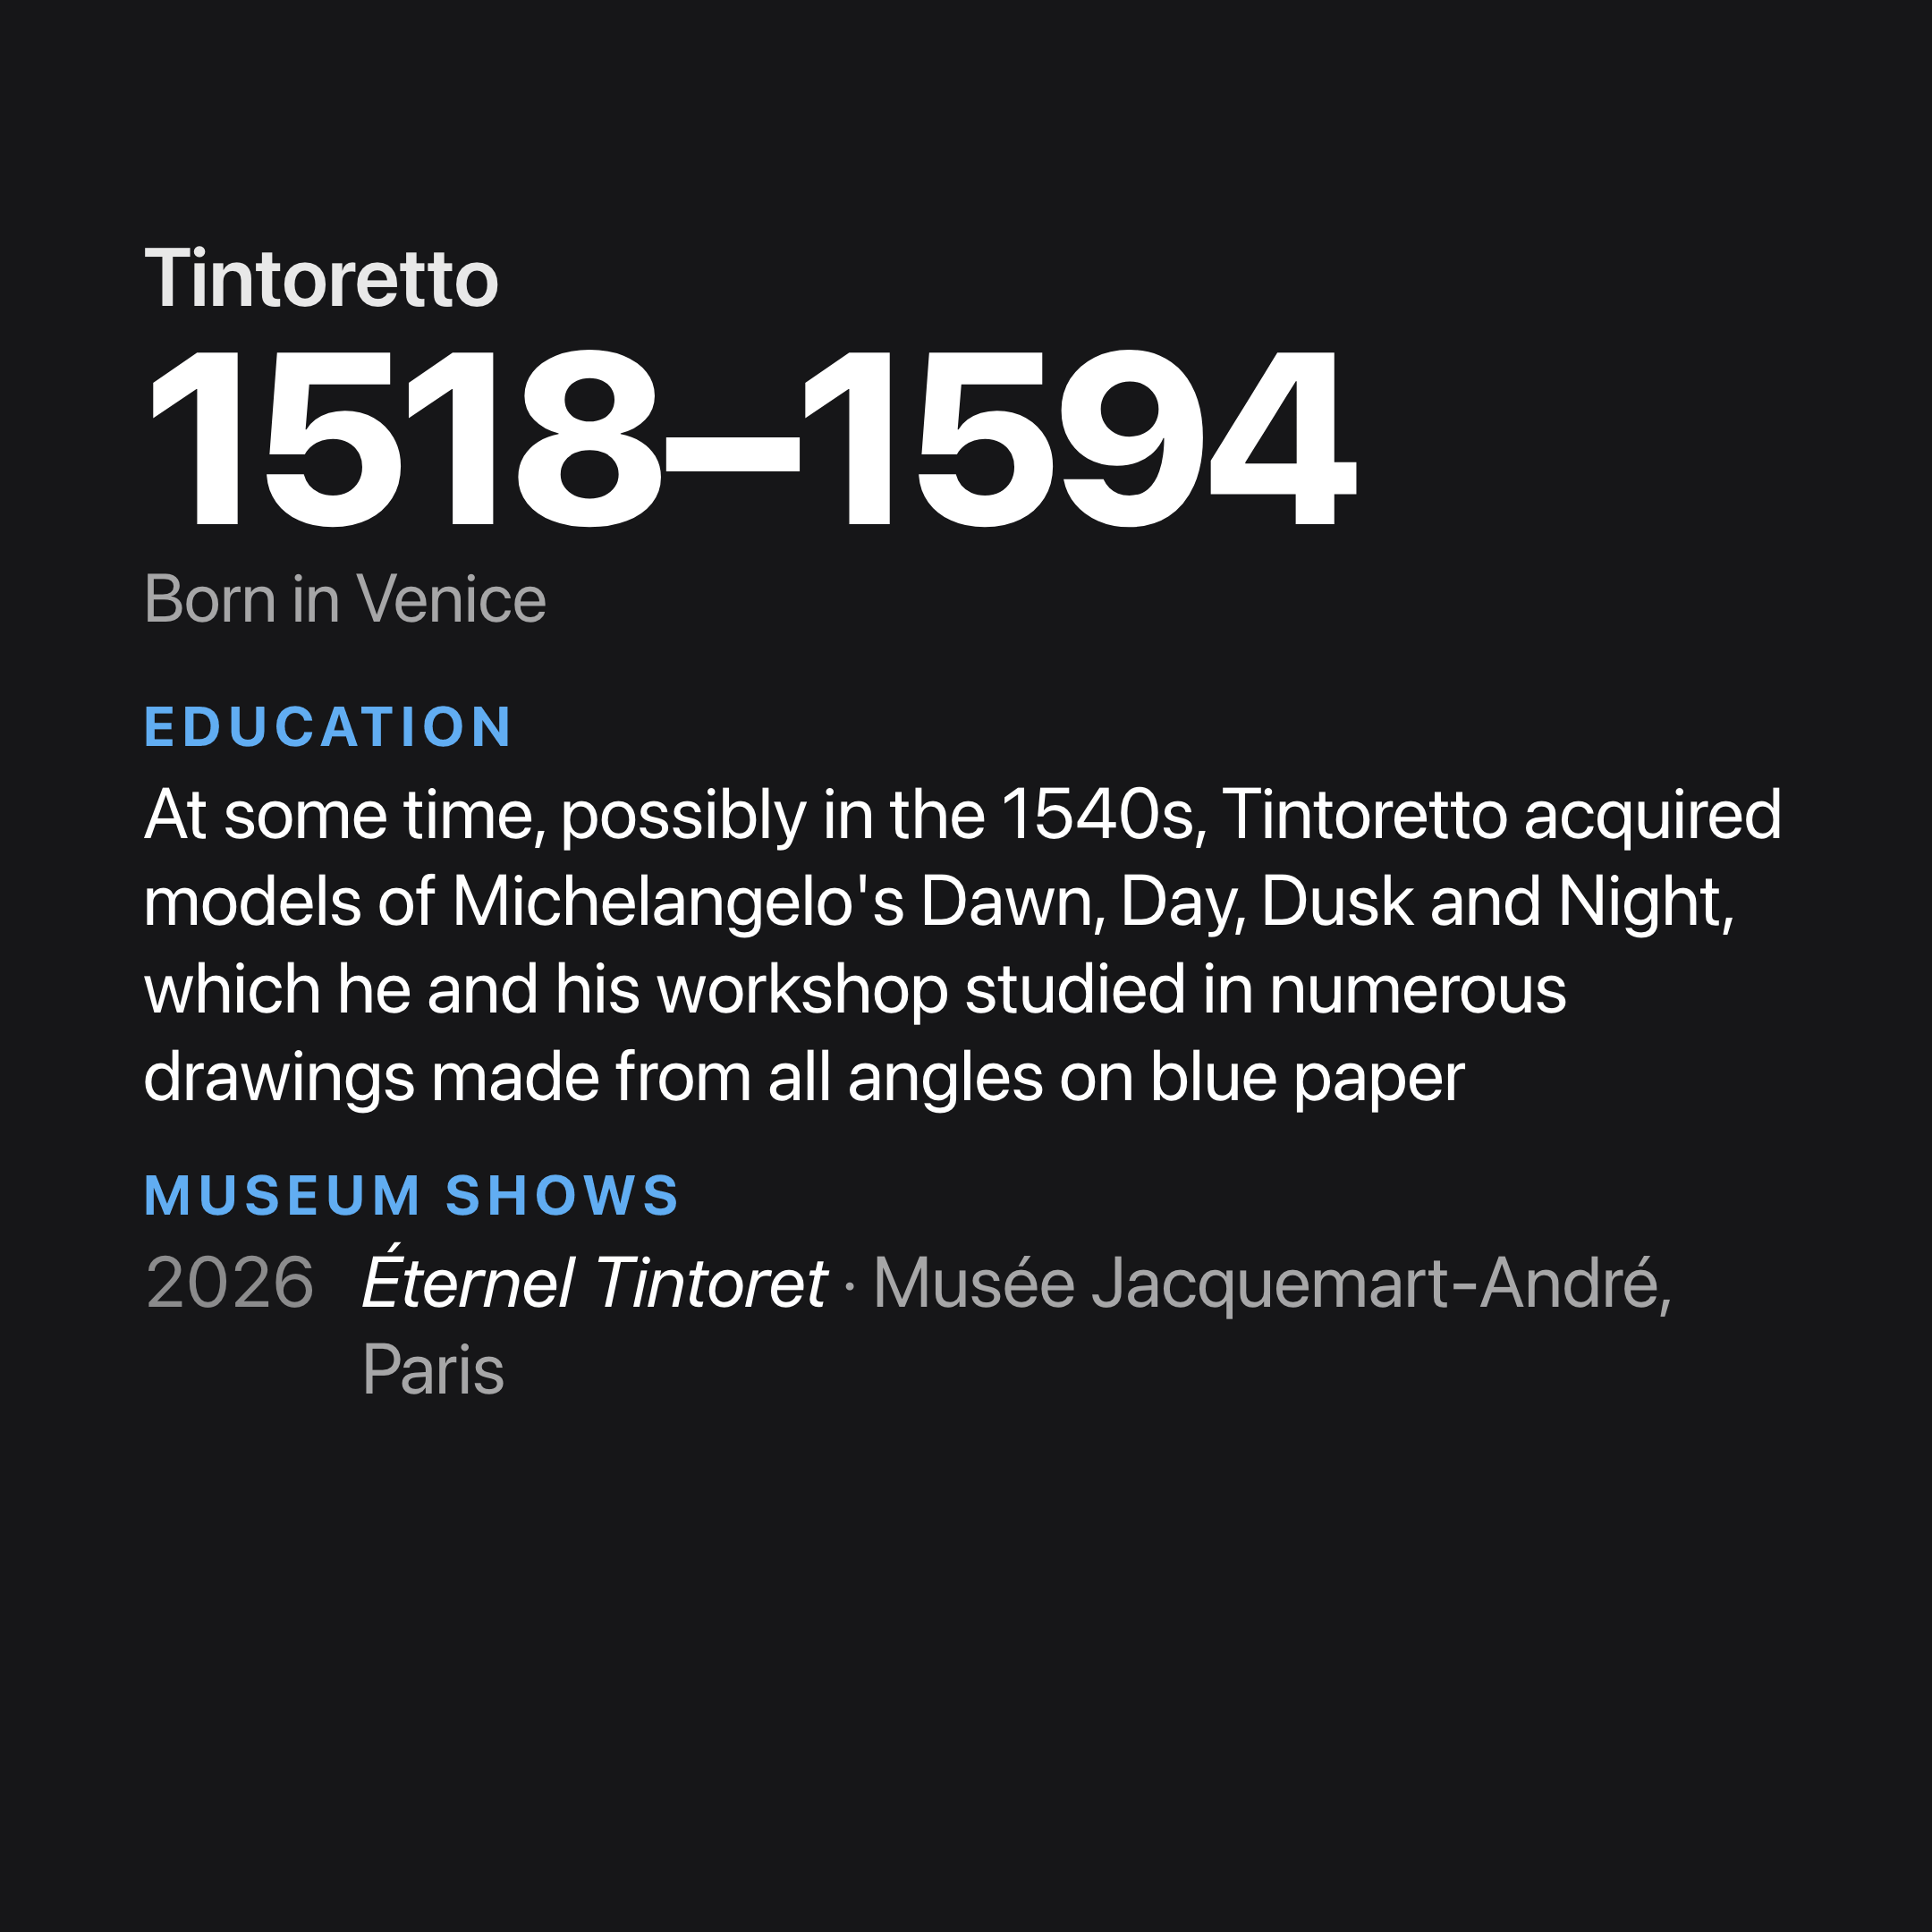 Tintoretto
1518–1594
Born in Venice
EDUCATION
At some time, possibly in the 1540s, Tintoretto acquired
models of Michelangelo's Dawn, Day, Dusk and Night,
which he and his workshop studied in numerous
drawings made from all angles on blue paper
MUSEUM SHOWS
2026 Éternel Tintoret · Musée Jacquemart-André,
Paris